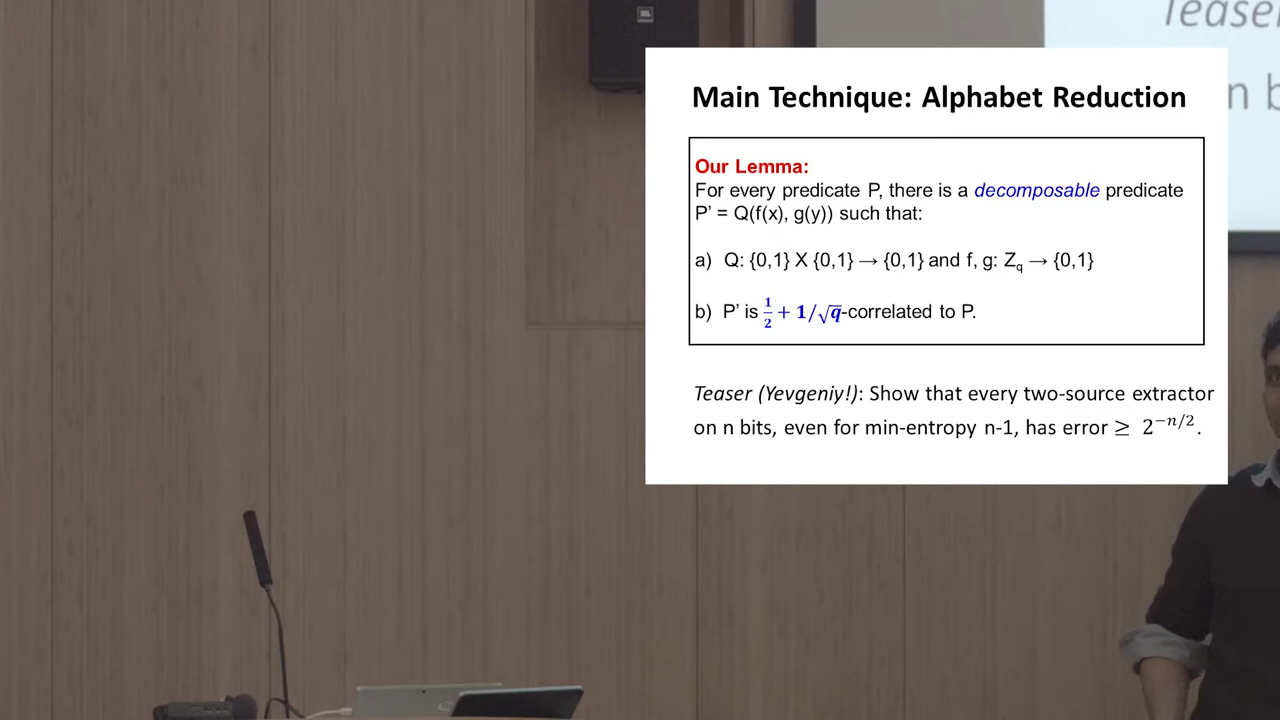 Teaser
n b
Main Technique: Alphabet Reduction
Our Lemma:
For every predicate P, there is a decomposable predicate
P’ = Q(f(x), g(y)) such that:
a) Q: {0,1} X {0,1} → {0,1} and f, g: Z_q → {0,1}
b) P’ is 1/2 + 1/√q-correlated to P.
Teaser (Yevgeniy!): Show that every two-source extractor
on n bits, even for min-entropy n-1, has error ≥ 2^{−n/2}.